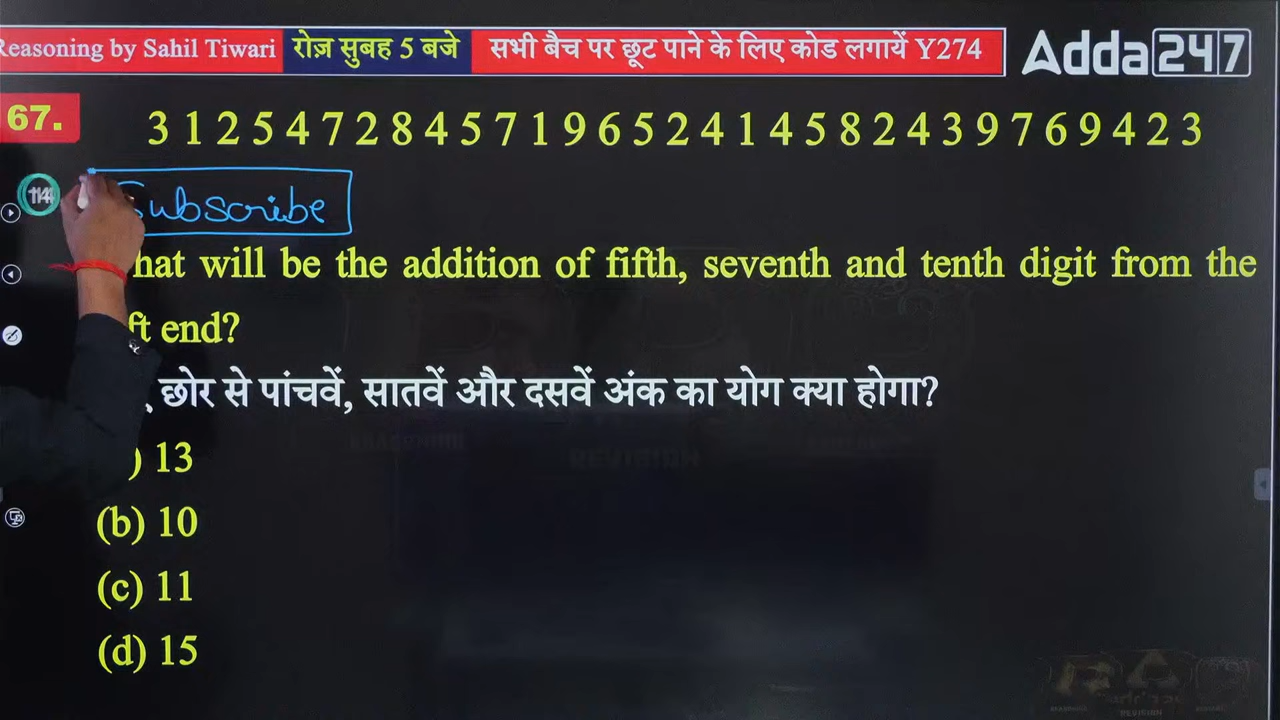 Reasoning by Sahil Tiwari रोज़ सुबह 5 बजे सभी बैच पर छूट पाने के लिए कोड लगायें Y274 Adda247
67. 3 1 2 5 4 7 2 8 4 5 7 1 9 6 5 2 4 1 4 5 8 2 4 3 9 7 6 9 4 2 3
114
Subscribe
hat will be the addition of fifth, seventh and tenth digit from the
ft end?
छोर से पांचवें, सातवें और दसवें अंक का योग क्या होगा?
) 13
(b) 10
(c) 11
(d) 15